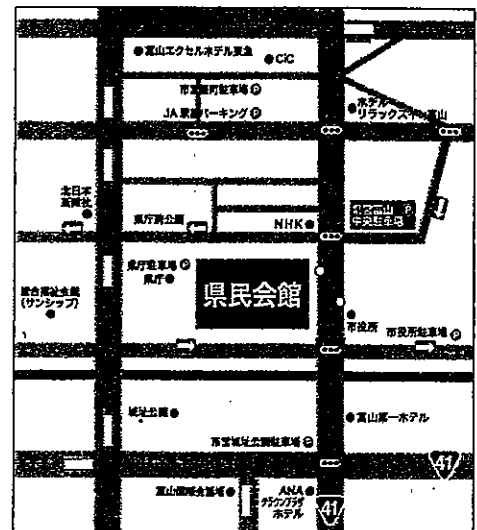 富山エクセルホテル東急
CiC
市営桜町駐車場 P
JA 駅前パーキング P
ホテル
リラックスイン富山
北日本
新聞社
県庁前公園
NHK
中央駐車場
県庁駐車場 P
県庁
県民会館
総合福祉会館
(サンシップ)
市役所
市役所駐車場 P
城址公園
富山第一ホテル
市営城址公園駐車場 P
41
富山国際会議場
ANA
クラウンプラザ
ホテル
41